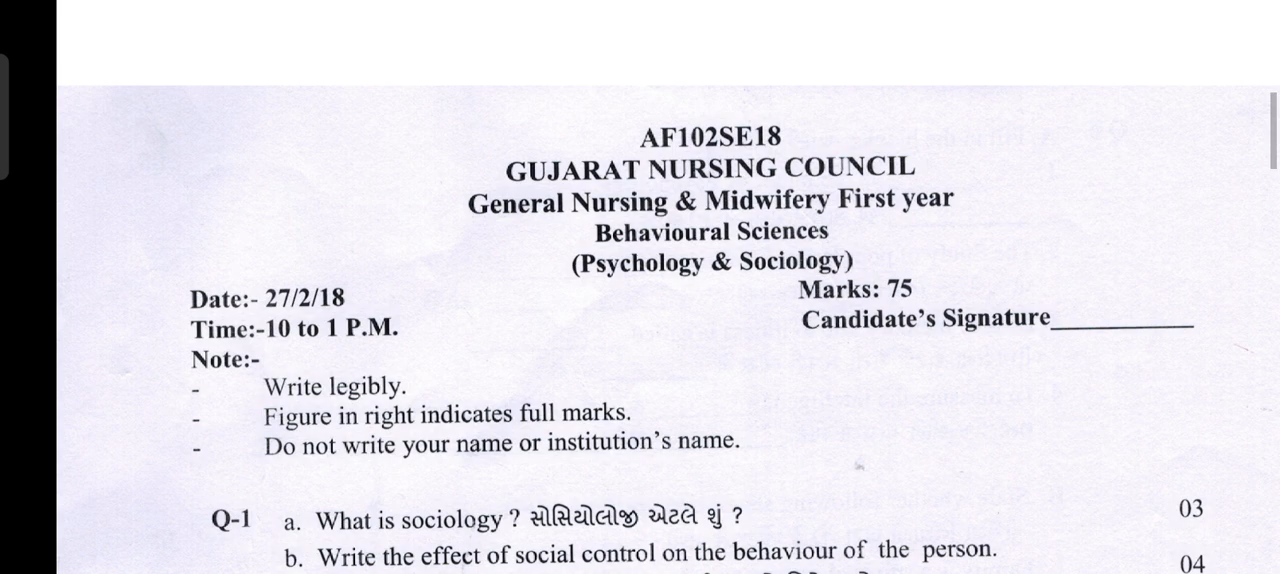 AF102SE18
GUJARAT NURSING COUNCIL
General Nursing & Midwifery First year
Behavioural Sciences
(Psychology & Sociology)
Date:- 27/2/18 Marks: 75
Time:-10 to 1 P.M. Candidate's Signature___________
Note:-
- Write legibly.
- Figure in right indicates full marks.
- Do not write your name or institution's name.
Q-1 a. What is sociology ? સોસિયોલોજી એટલે શું ? 03
b. Write the effect of social control on the behaviour of the person. 04